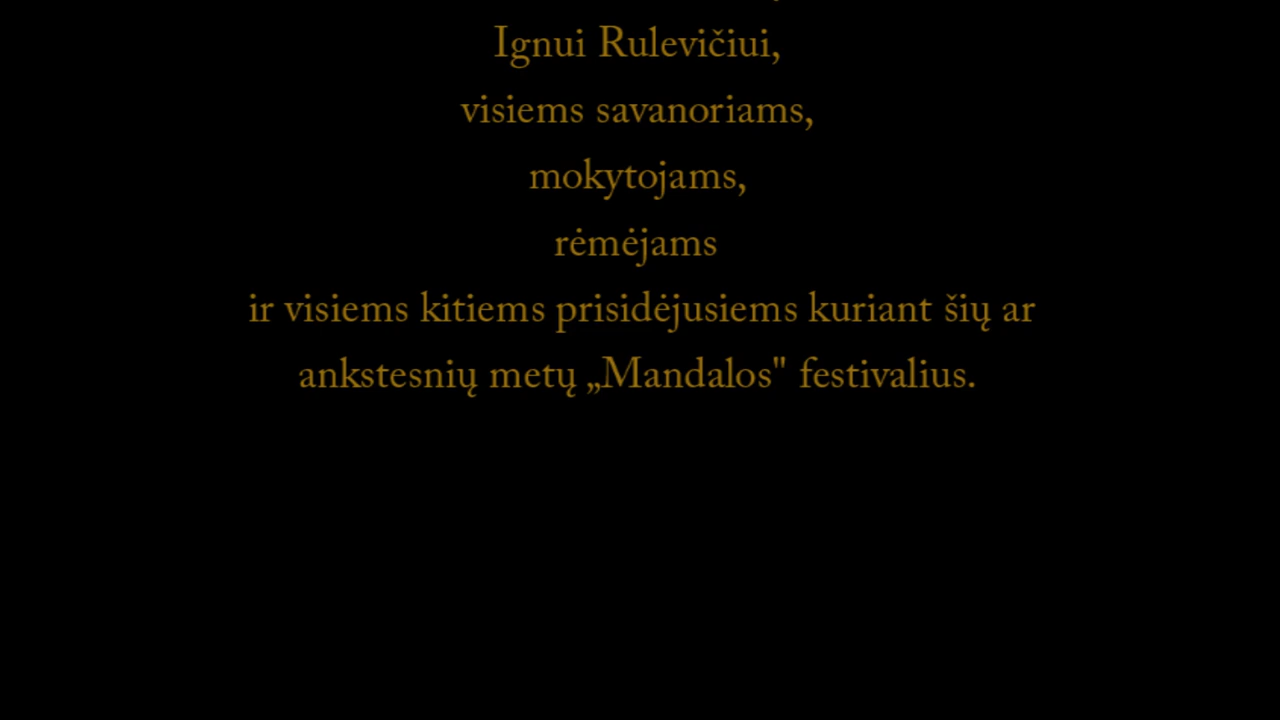 Ignui Rulevičiui,
visiems savanoriams,
mokytojams,
rėmėjams
ir visiems kitiems prisidėjusiems kuriant šių ar
ankstesnių metų „Mandalos" festivalius.